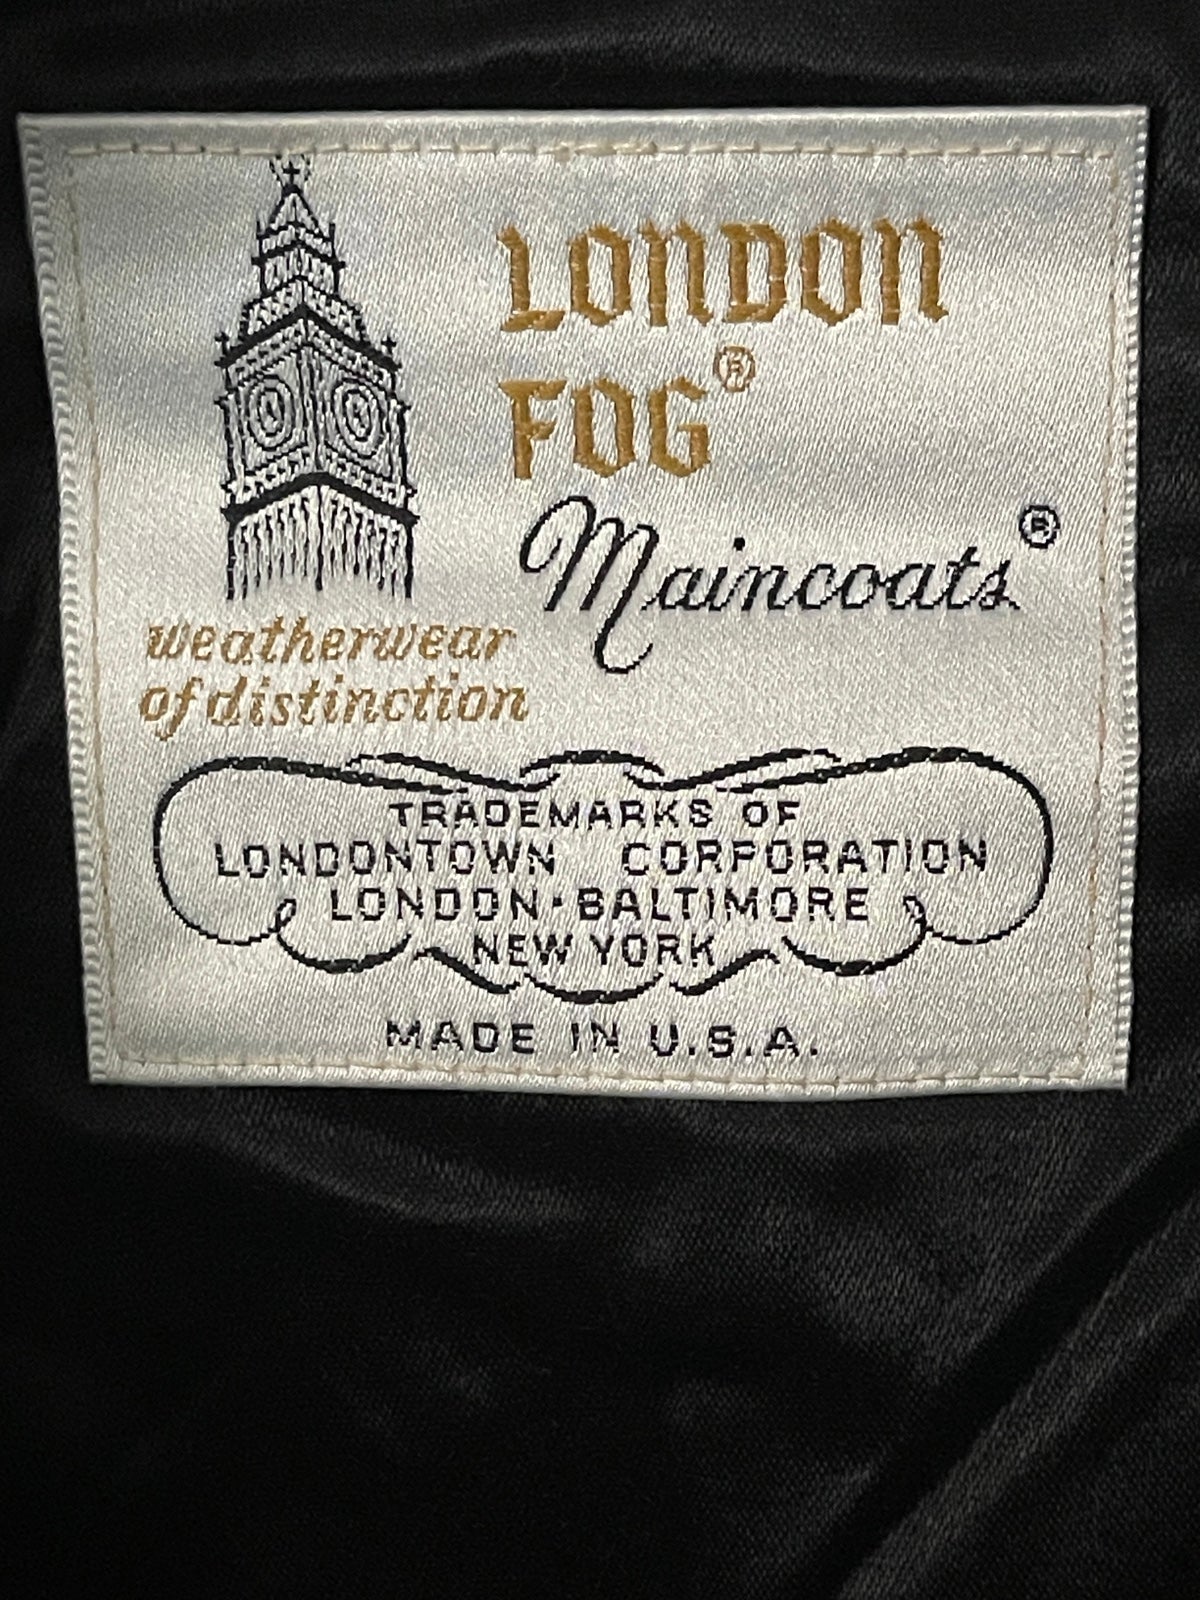 LONDON
FOG®
Maincoats®
weatherwear
of distinction
TRADEMARKS OF
LONDONTOWN CORPORATION
LONDON·BALTIMORE
NEW YORK
MADE IN U.S.A.